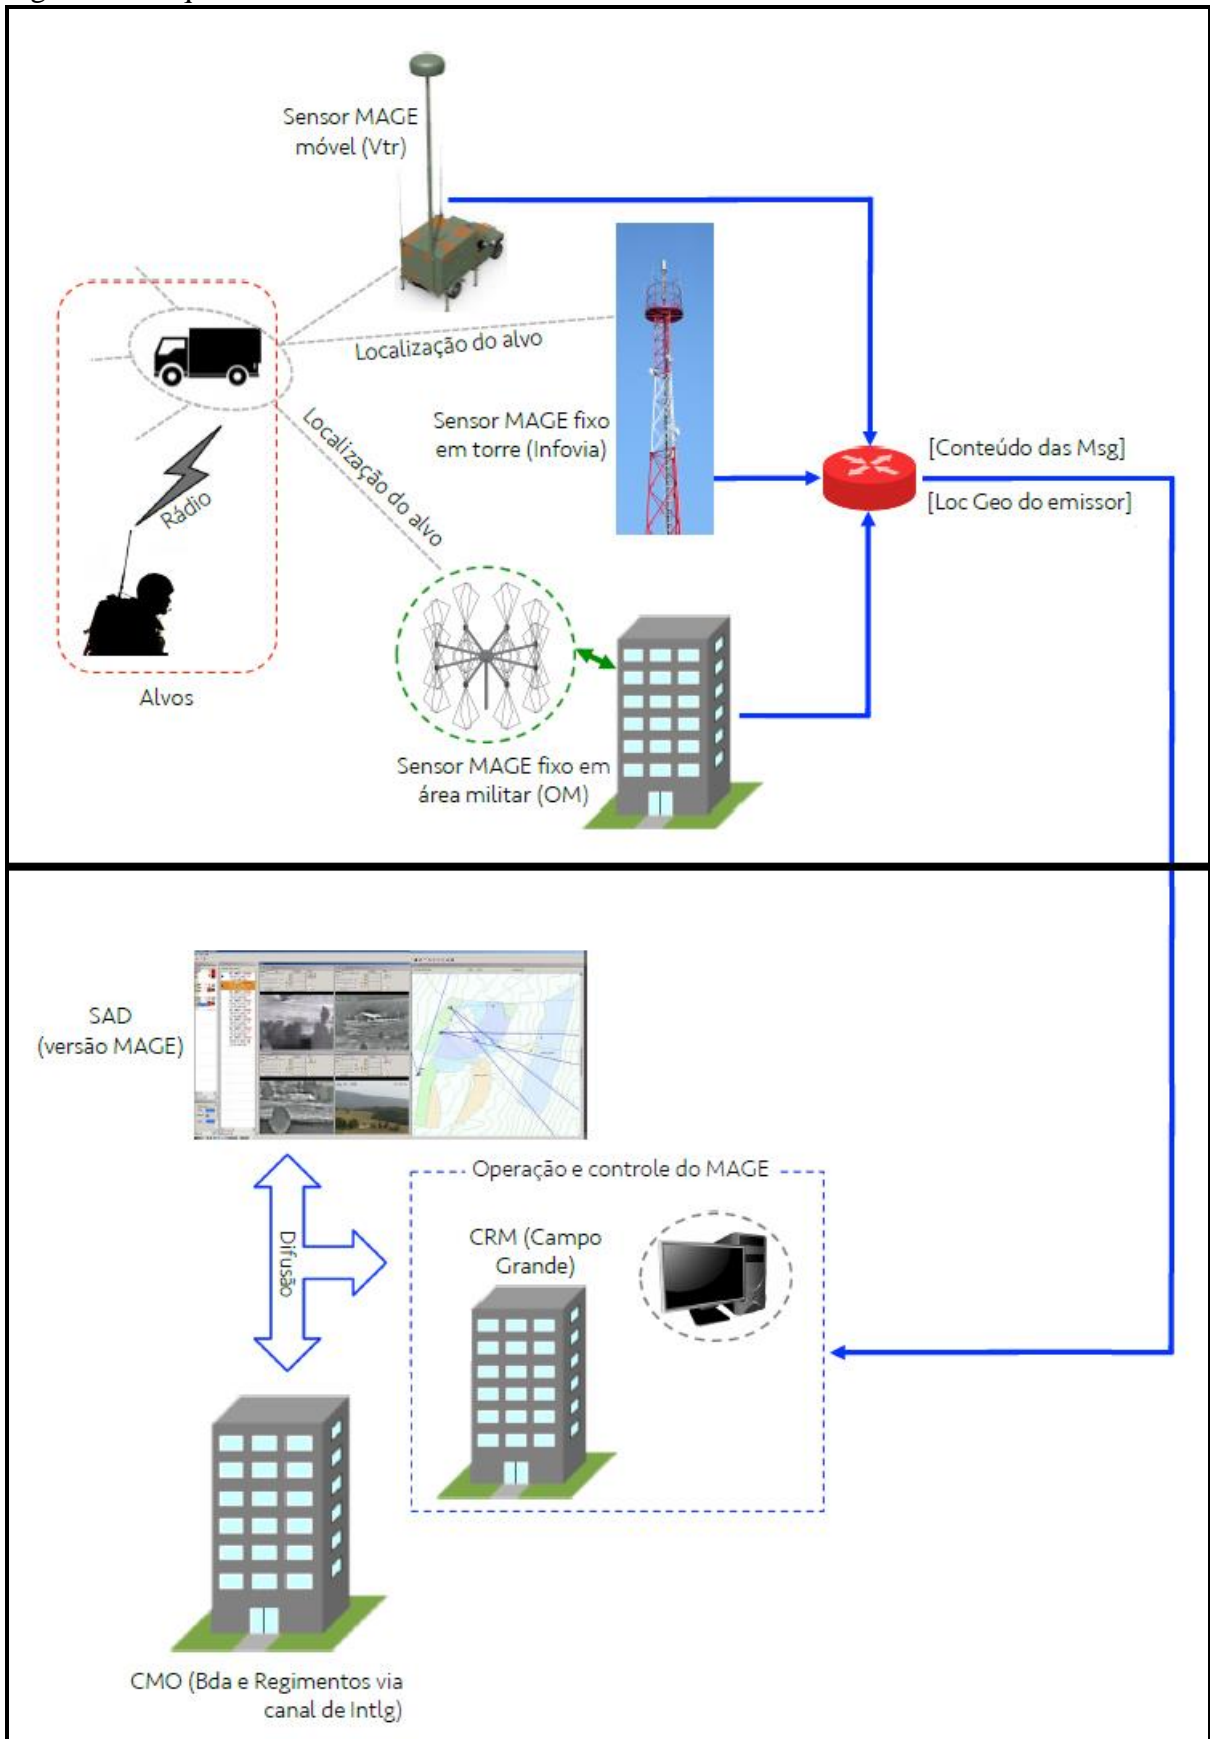 Sensor MAGE
móvel (Vtr)
Localização do alvo
Sensor MAGE fixo
em torre (Infovia)
[Conteúdo das Msg]
[Loc Geo do emissor]
Localização do alvo
Rádio
Alvos
Sensor MAGE fixo em
área militar (OM)
SAD
(versão MAGE)
Operação e controle do MAGE
CRM (Campo
Grande)
Difusão
CMO (Bda e Regimentos via
canal de Intlg)